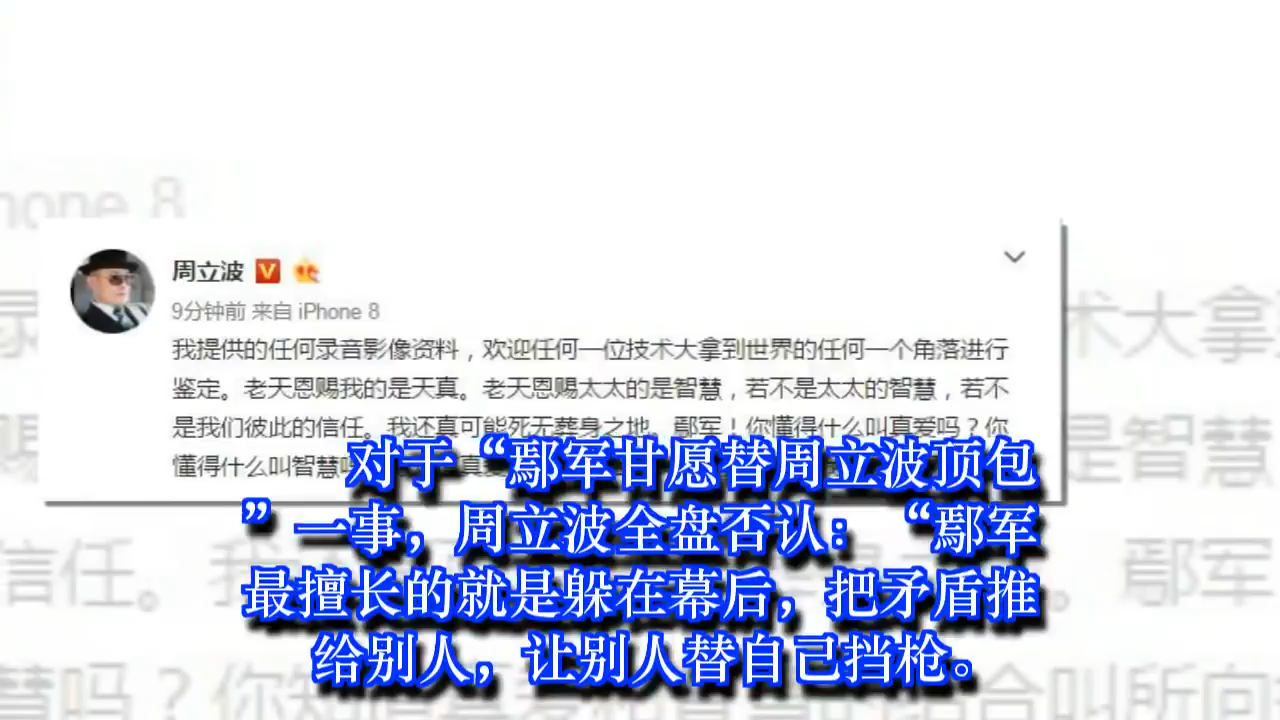 周立波
9分钟前 来自 iPhone 8
我提供的任何录音影像资料，欢迎任何一位技术大拿到世界的任何一个角落进行
鉴定。老天恩赐我的是天真。老天恩赐太太的是智慧，若不是太太的智慧，若不
是我们彼此的信任。我还真可能死无葬身之地。鄢军！你懂得什么叫真爱吗？你
懂得什么叫智慧
对于“鄢军甘愿替周立波顶包
”一事，周立波全盘否认：“鄢军
最擅长的就是躲在幕后，把矛盾推
给别人，让别人替自己挡枪。